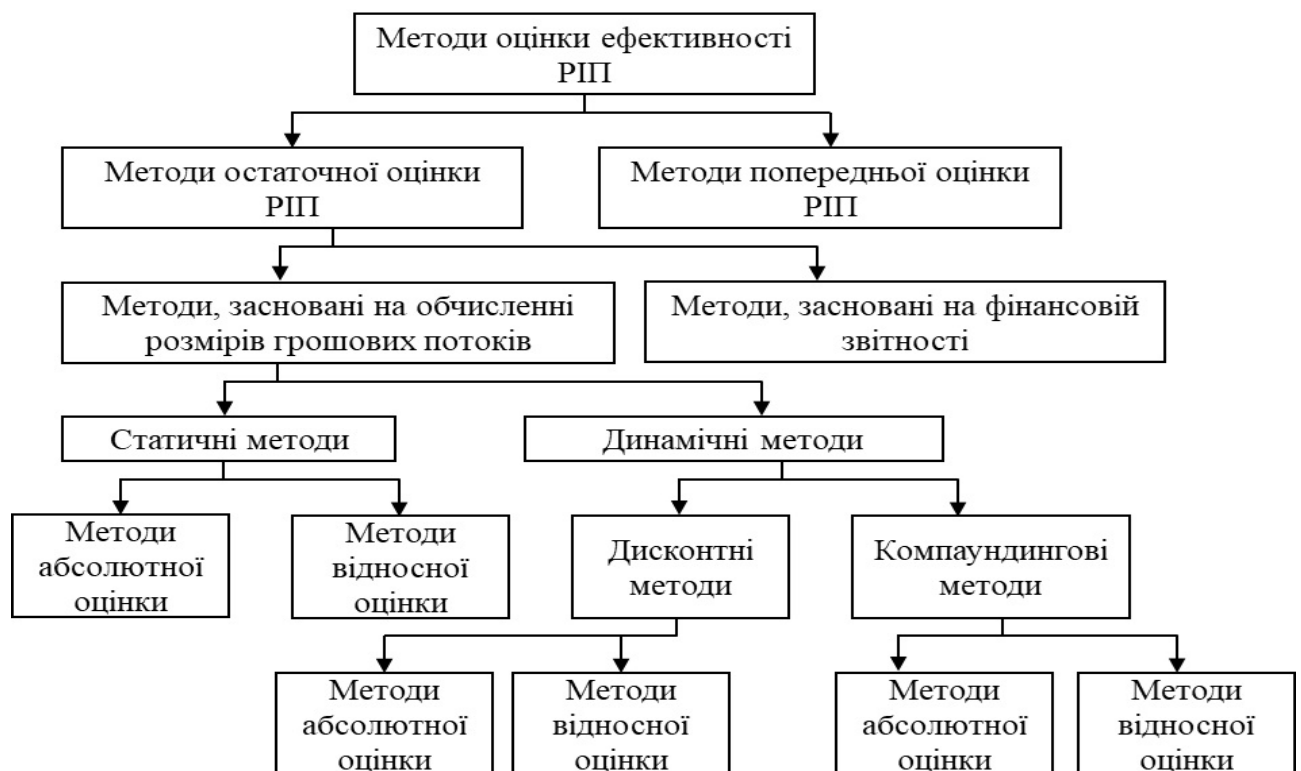 Методи оцінки ефективності
РІП
Методи остаточної оцінки
РІП
Методи попередньої оцінки
РІП
Методи, засновані на обчисленні
розмірів грошових потоків
Методи, засновані на фінансовій
звітності
Статичні методи
Динамічні методи
Методи
абсолютної
оцінки
Методи
відносної
оцінки
Дисконтні
методи
Компаундингові
методи
Методи
абсолютної
оцінки
Методи
відносної
оцінки
Методи
абсолютної
оцінки
Методи
відносної
оцінки